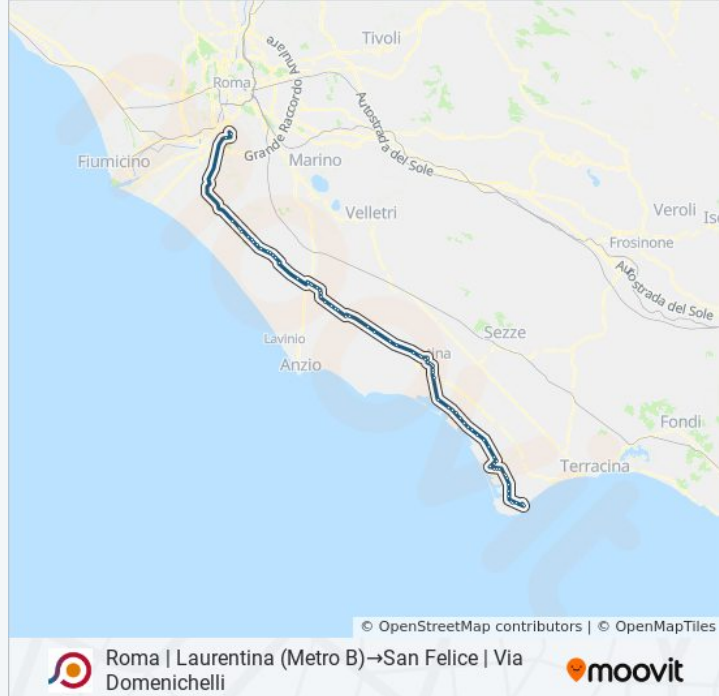 Tivoli
Roma
Grande Raccordo Anulare
Autostrada del Sole
Fiumicino
Marino
Velletri
Veroli
Frosinone
Autostrada del Sole
Sezze
Lavinio
Anzio
Fondi
Terracina
© OpenStreetMap contributors | © OpenMapTiles
Roma | Laurentina (Metro B)→San Felice | Via
Domenichelli
moovit